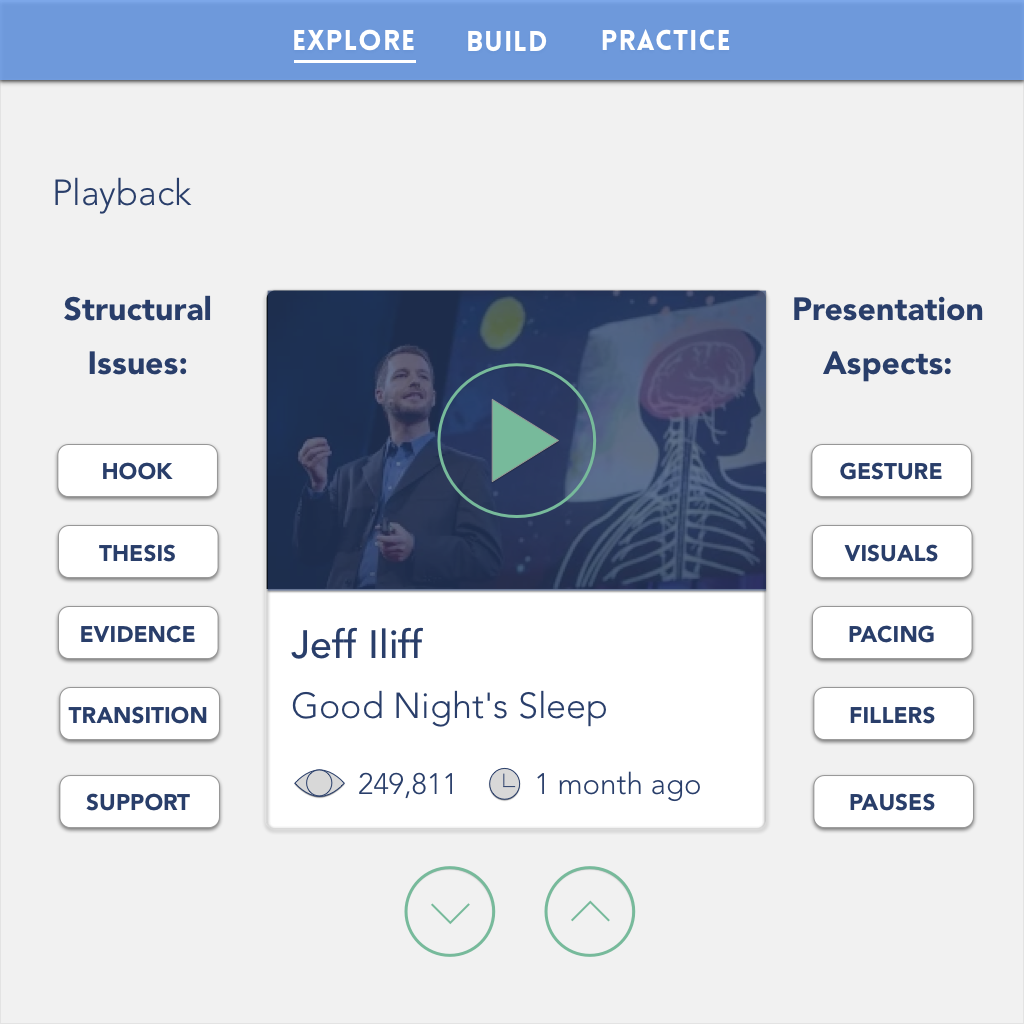 EXPLORE BUILD PRACTICE
Playback
Structural
Issues:
HOOK
THESIS
EVIDENCE
TRANSITION
SUPPORT
Jeff Iliff
Good Night's Sleep
249,811 1 month ago
Presentation
Aspects:
GESTURE
VISUALS
PACING
FILLERS
PAUSES